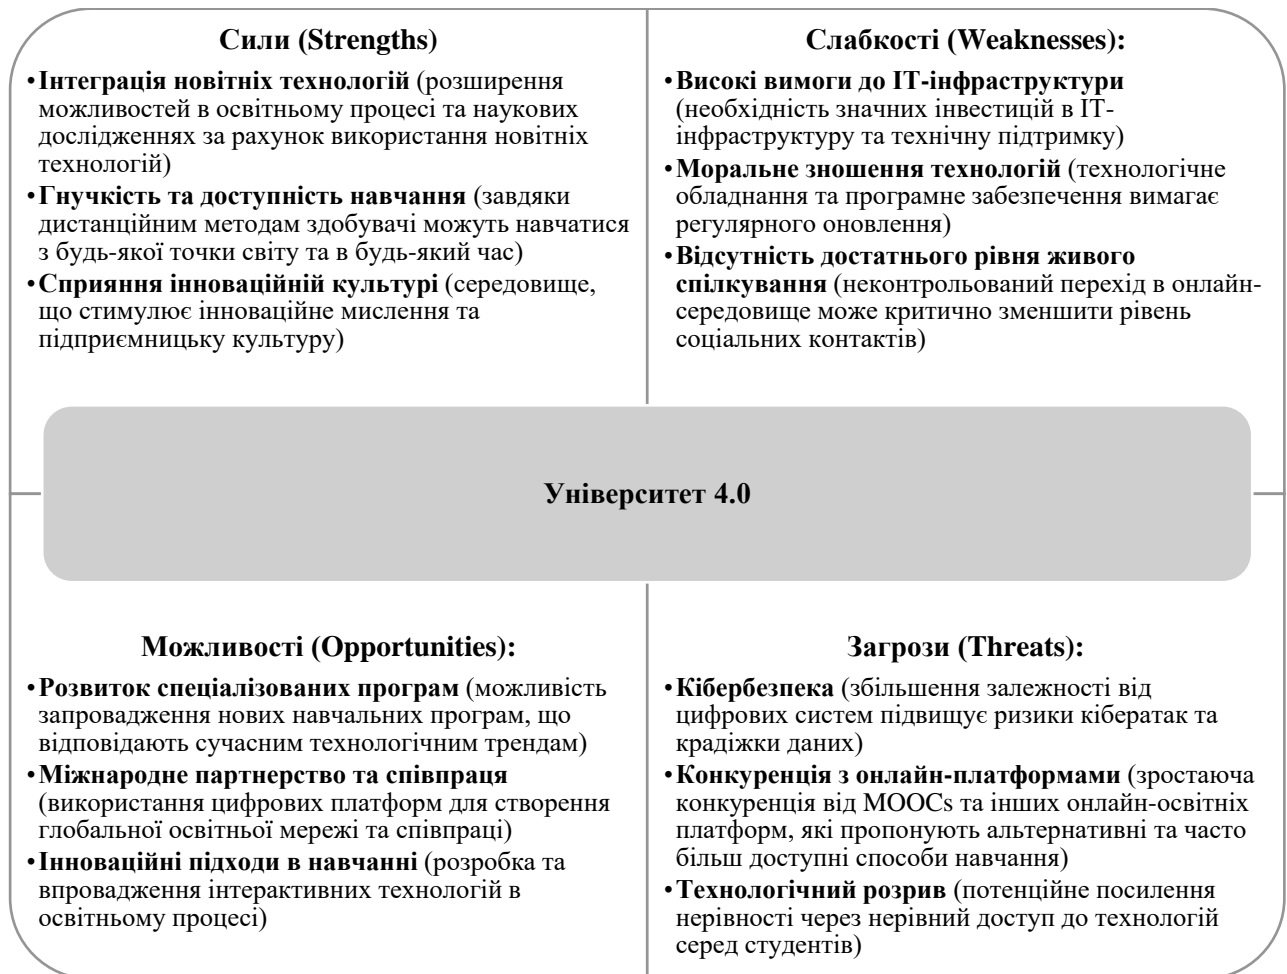 Сили (Strengths)
•Інтеграція новітніх технологій (розширення
можливостей в освітньому процесі та наукових
дослідженнях за рахунок використання новітніх
технологій)
•Гнучкість та доступність навчання (завдяки
дистанційним методам здобувачі можуть навчатися
з будь-якої точки світу та в будь-який час)
•Сприяння інноваційній культурі (середовище,
що стимулює інноваційне мислення та
підприємницьку культуру)
Слабкості (Weaknesses):
•Високі вимоги до ІТ-інфраструктури
(необхідність значних інвестицій в ІТ-
інфраструктуру та технічну підтримку)
•Моральне зношення технологій (технологічне
обладнання та програмне забезпечення вимагає
регулярного оновлення)
•Відсутність достатнього рівня живого
спілкування (неконтрольований перехід в онлайн-
середовище може критично зменшити рівень
соціальних контактів)
Університет 4.0
Можливості (Opportunities):
•Розвиток спеціалізованих програм (можливість
запровадження нових навчальних програм, що
відповідають сучасним технологічним трендам)
•Міжнародне партнерство та співпраця
(використання цифрових платформ для створення
глобальної освітньої мережі та співпраці)
•Інноваційні підходи в навчанні (розробка та
впровадження інтерактивних технологій в
освітньому процесі)
Загрози (Threats):
•Кібербезпека (збільшення залежності від
цифрових систем підвищує ризики кібератак та
крадіжки даних)
•Конкуренція з онлайн-платформами (зростаюча
конкуренція від MOOCs та інших онлайн-освітніх
платформ, які пропонують альтернативні та часто
більш доступні способи навчання)
•Технологічний розрив (потенційне посилення
нерівності через нерівний доступ до технологій
серед студентів)